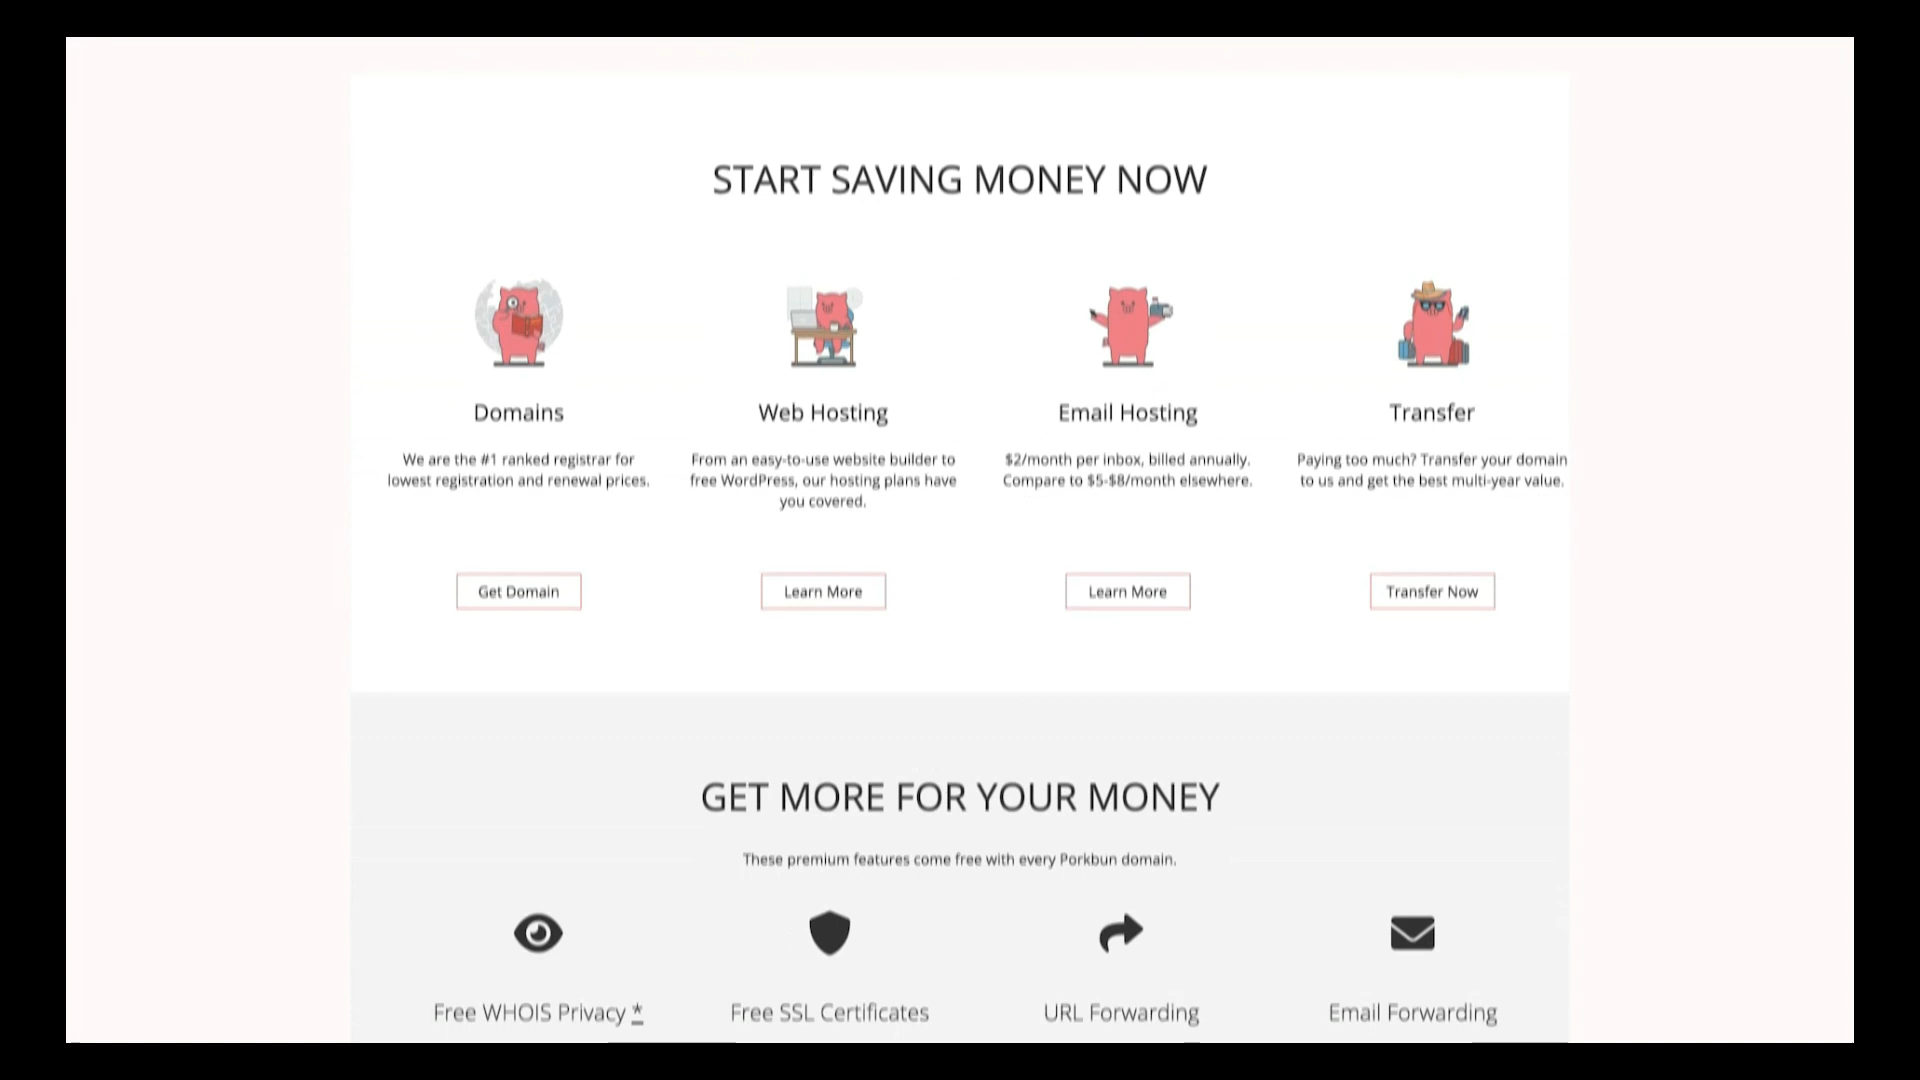 START SAVING MONEY NOW
Domains
We are the #1 ranked registrar for
lowest registration and renewal prices.
Get Domain
Web Hosting
From an easy-to-use website builder to
free WordPress, our hosting plans have
you covered.
Learn More
Email Hosting
$2/month per inbox, billed annually.
Compare to $5-$8/month elsewhere.
Learn More
Transfer
Paying too much? Transfer your domain
to us and get the best multi-year value.
Transfer Now
GET MORE FOR YOUR MONEY
These premium features come free with every Porkbun domain.
Free WHOIS Privacy *
Free SSL Certificates
URL Forwarding
Email Forwarding